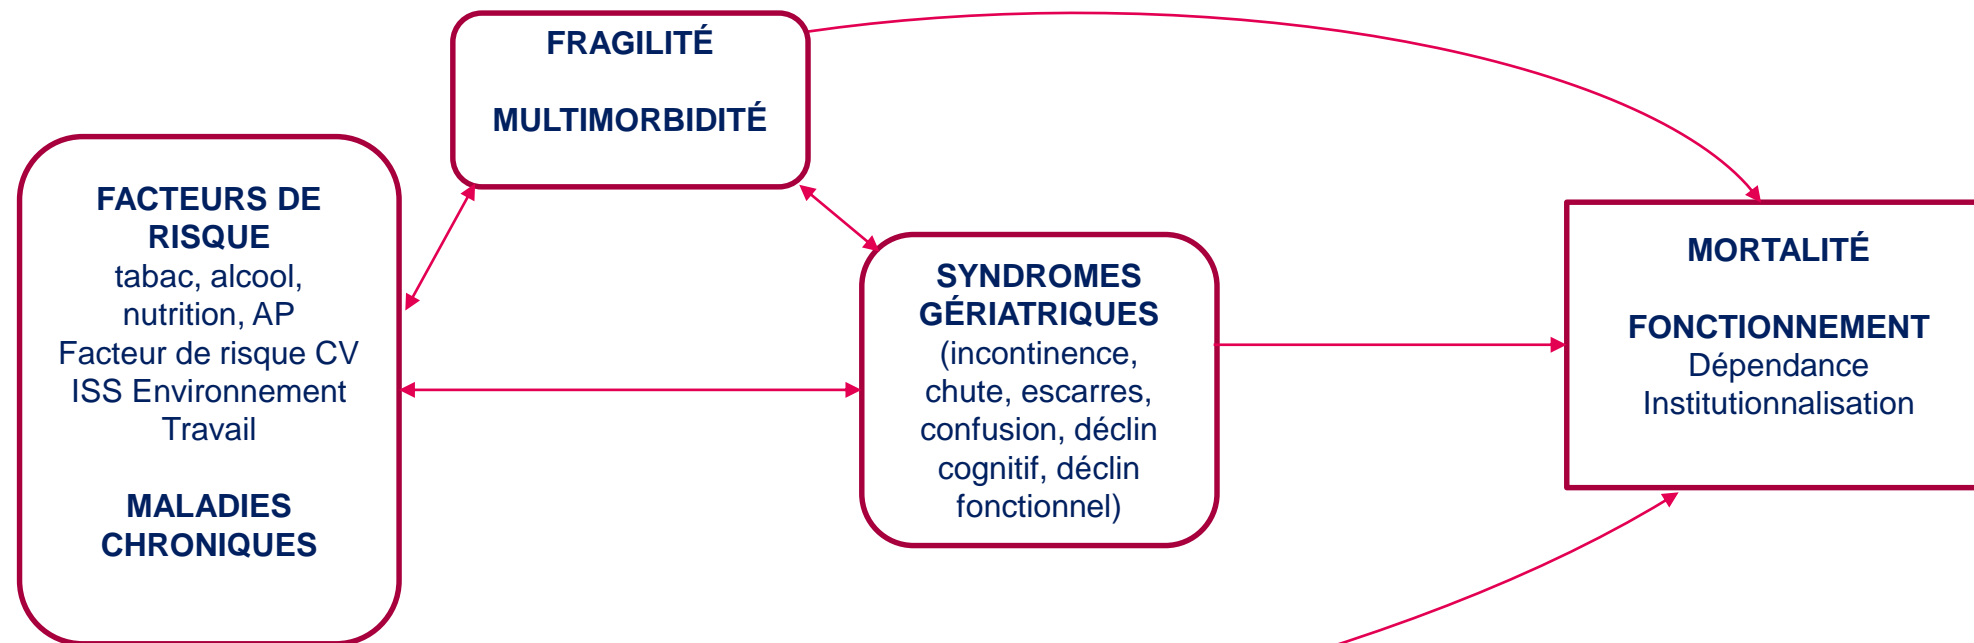 FRAGILITÉ
MULTIMORBIDITÉ
FACTEURS DE
RISQUE
tabac, alcool,
nutrition, AP
Facteur de risque CV
ISS Environnement
Travail
MALADIES
CHRONIQUES
SYNDROMES
GÉRIATRIQUES
(incontinence,
chute, escarres,
confusion, déclin
cognitif, déclin
fonctionnel)
MORTALITÉ
FONCTIONNEMENT
Dépendance
Institutionnalisation